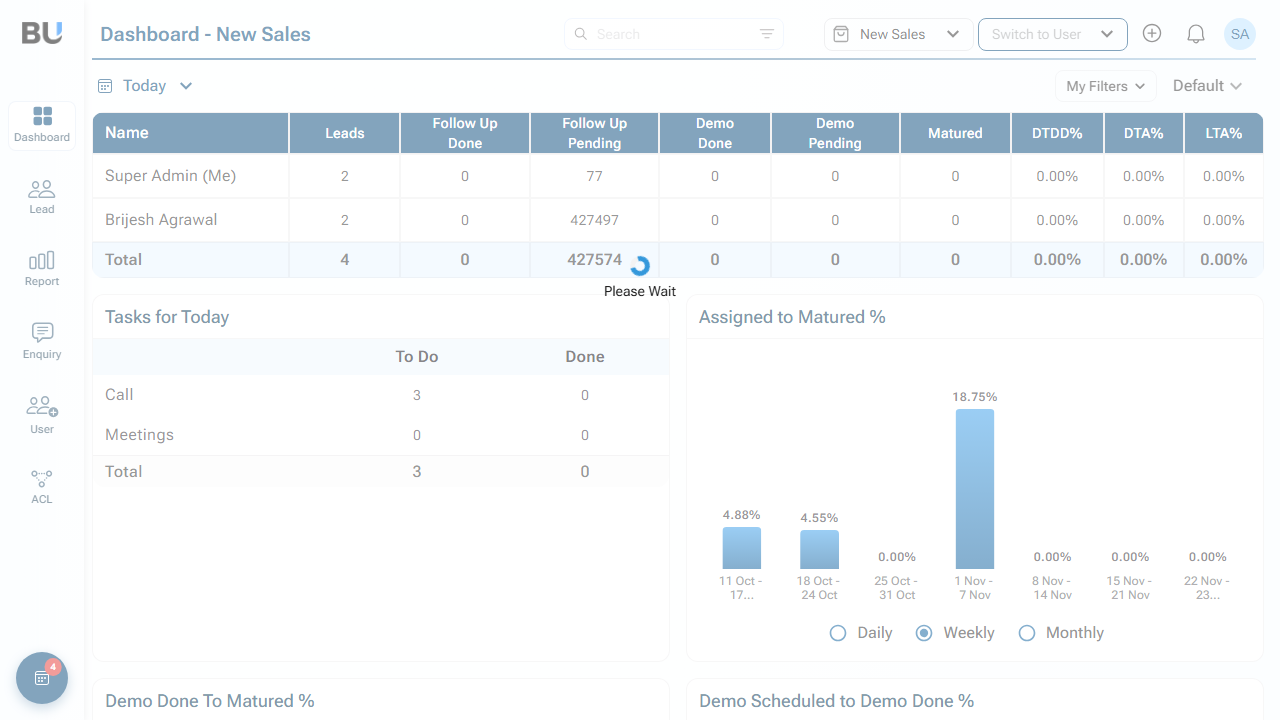 BU
Dashboard - New Sales
Search
New Sales
Switch to User
SA
Today
My Filters
Default
Dashboard
Lead
Report
Enquiry
User
ACL
4
Name Leads Follow Up Done Follow Up Pending Demo Done Demo Pending Matured DTDD% DTA% LTA%
Super Admin (Me) 2 0 77 0 0 0 0.00% 0.00% 0.00%
Brijesh Agrawal 2 0 427497 0 0 0 0.00% 0.00% 0.00%
Total 4 0 427574 0 0 0 0.00% 0.00% 0.00%
Please Wait
Tasks for Today
To Do Done
Call 3 0
Meetings 0 0
Total 3 0
Assigned to Matured %
4.88% 4.55% 0.00% 18.75% 0.00% 0.00% 0.00%
11 Oct - 18 Oct - 25 Oct - 1 Nov - 8 Nov - 15 Nov - 22 Nov -
17... 24 Oct 31 Oct 7 Nov 14 Nov 21 Nov 23...
Daily Weekly Monthly
Demo Done To Matured %
Demo Scheduled to Demo Done %